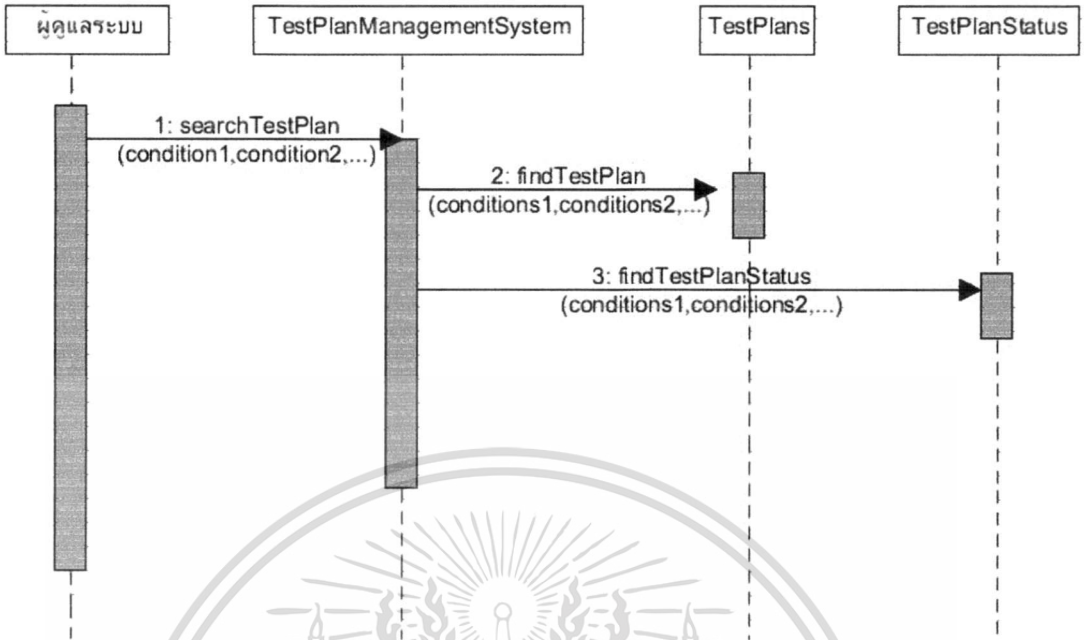 ผู้ดูแลระบบ
TestPlanManagementSystem
TestPlans
TestPlanStatus
1: searchTestPlan
(condition1,condition2,...)
2: findTestPlan
(conditions1,conditions2,...)
3: findTestPlanStatus
(conditions1,conditions2,...)